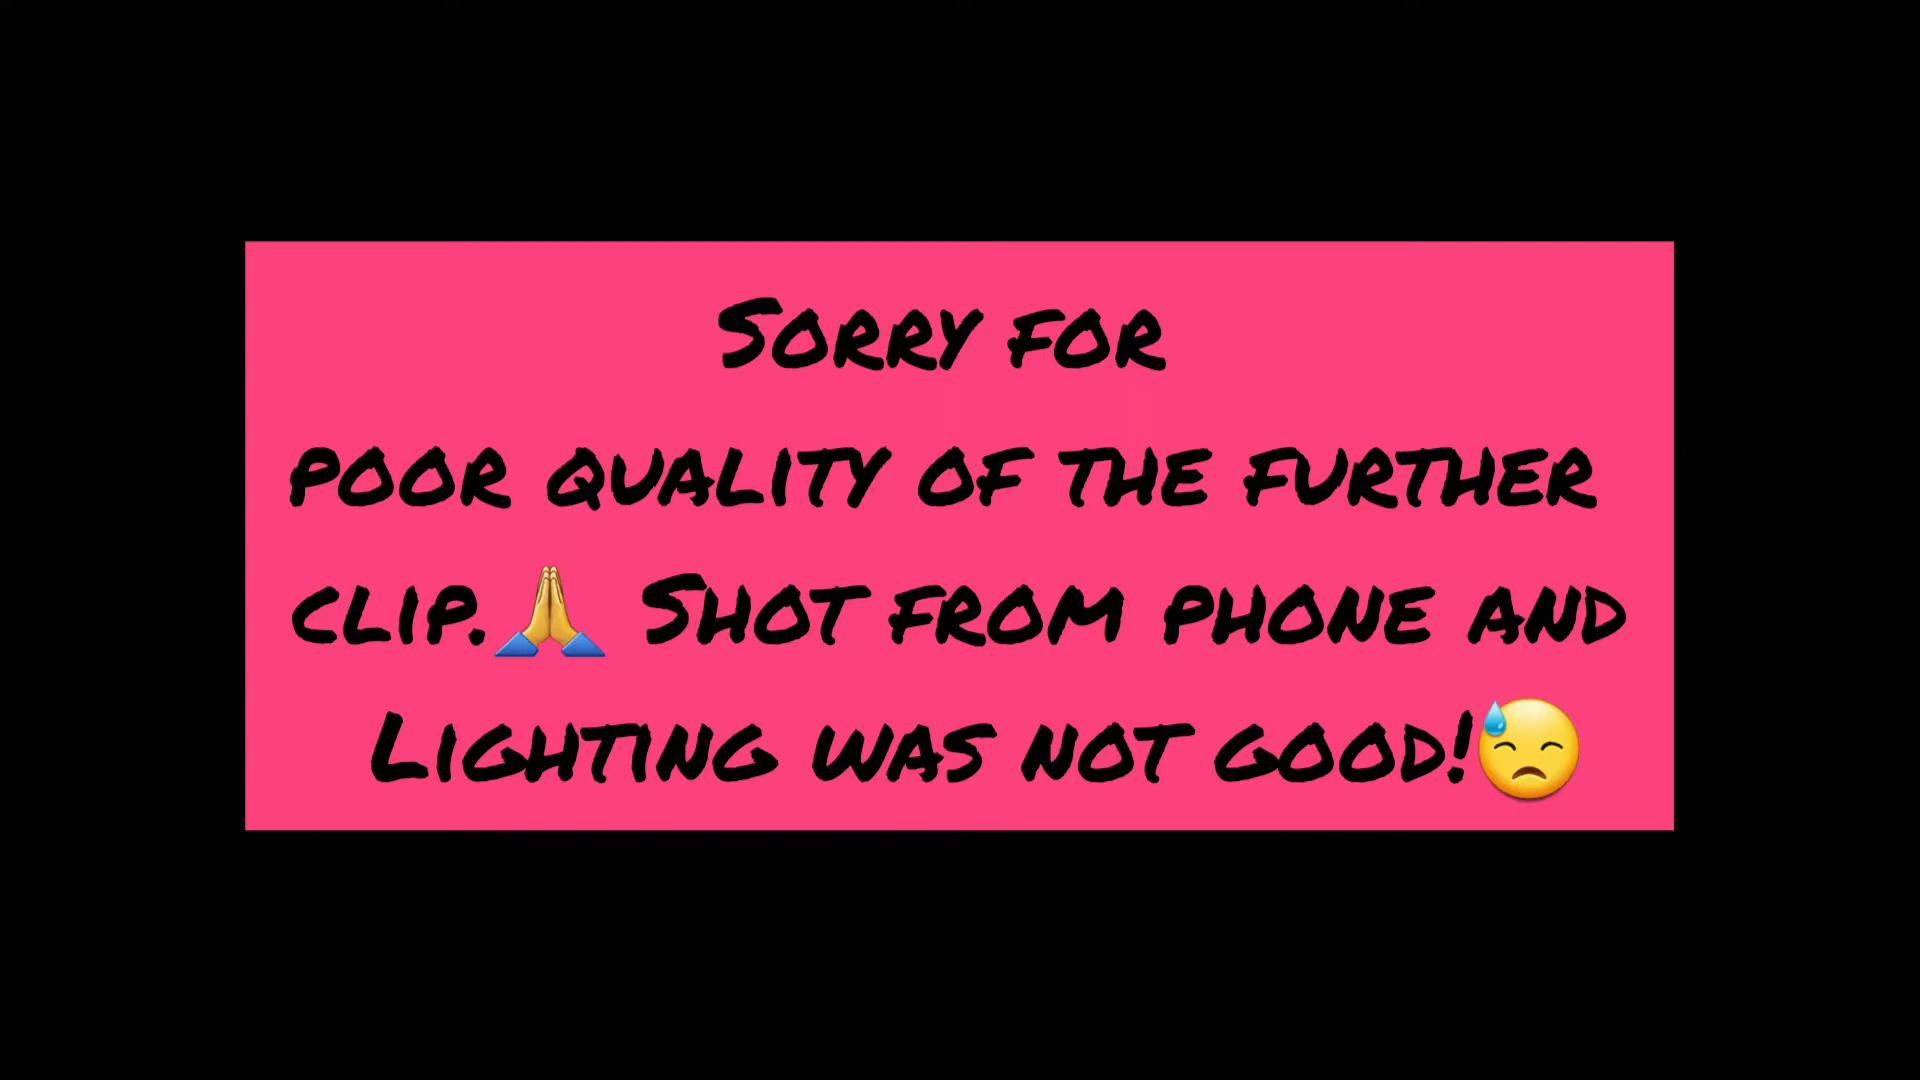 Sorry for
poor quality of the further
clip.🙏 Shot from phone and
Lighting was not good!😓